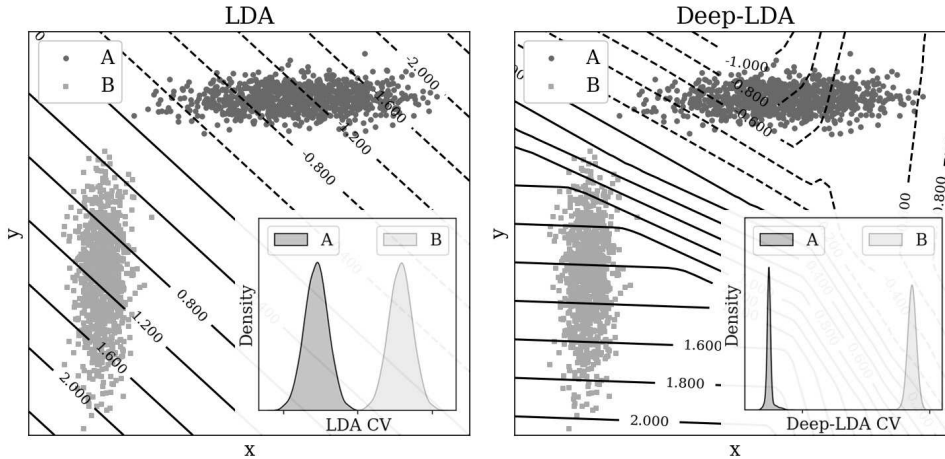 LDA
A
B
-2.000
1.600
1.200
-0.800
0.800
1.200
1.600
2.000
y
x
A
B
Density
LDA CV
Deep-LDA
A
B
-1.000
0.800
-0.600
00
0.800
1.600
1.800
2.000
y
x
A
B
Density
Deep-LDA CV